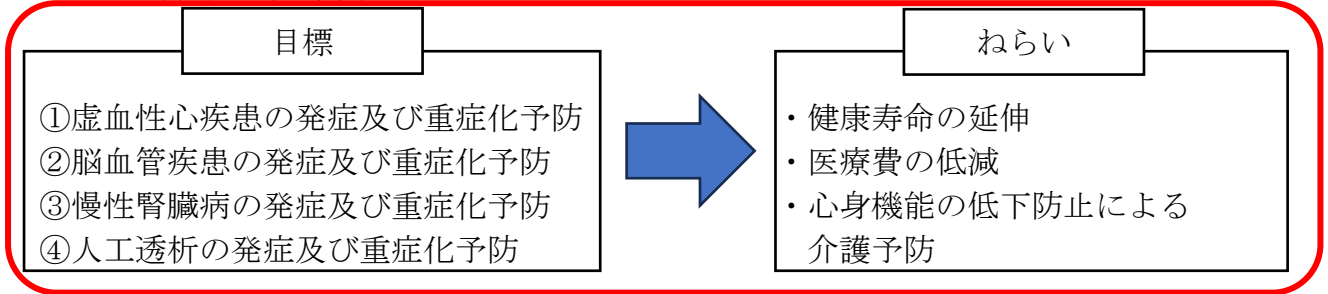 目標
①虚血性心疾患の発症及び重症化予防
②脳血管疾患の発症及び重症化予防
③慢性腎臓病の発症及び重症化予防
④人工透析の発症及び重症化予防
ねらい
・健康寿命の延伸
・医療費の低減
・心身機能の低下防止による
介護予防